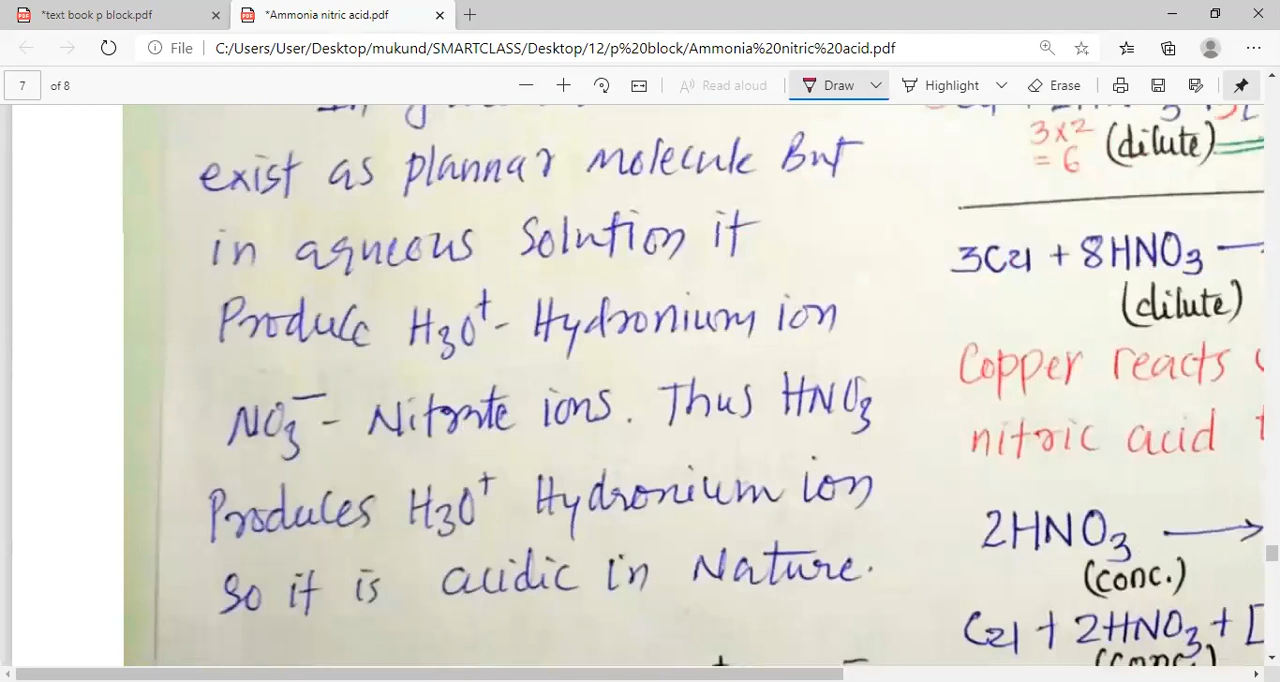 *text book p block.pdf
*Ammonia nitric acid.pdf
File
C:/Users/User/Desktop/mukund/SMARTCLASS/Desktop/12/p%20block/Ammonia%20nitric%20acid.pdf
7 of 8
Read aloud
Draw
Highlight
Erase
exist as plannar molecule But
in aqueous Solution it
Produce H3O+ - Hydronium ion
NO3− - Nitrate ions. Thus HNO3
Produces H3O+ Hydronium ion
So it is acidic in Nature.
3x2
= 6
(dilute)
3Cu + 8HNO3
(dilute)
Copper reacts
nitric acid
2HNO3 →
(conc.)
Cu + 2HNO3 + [
(conc.)